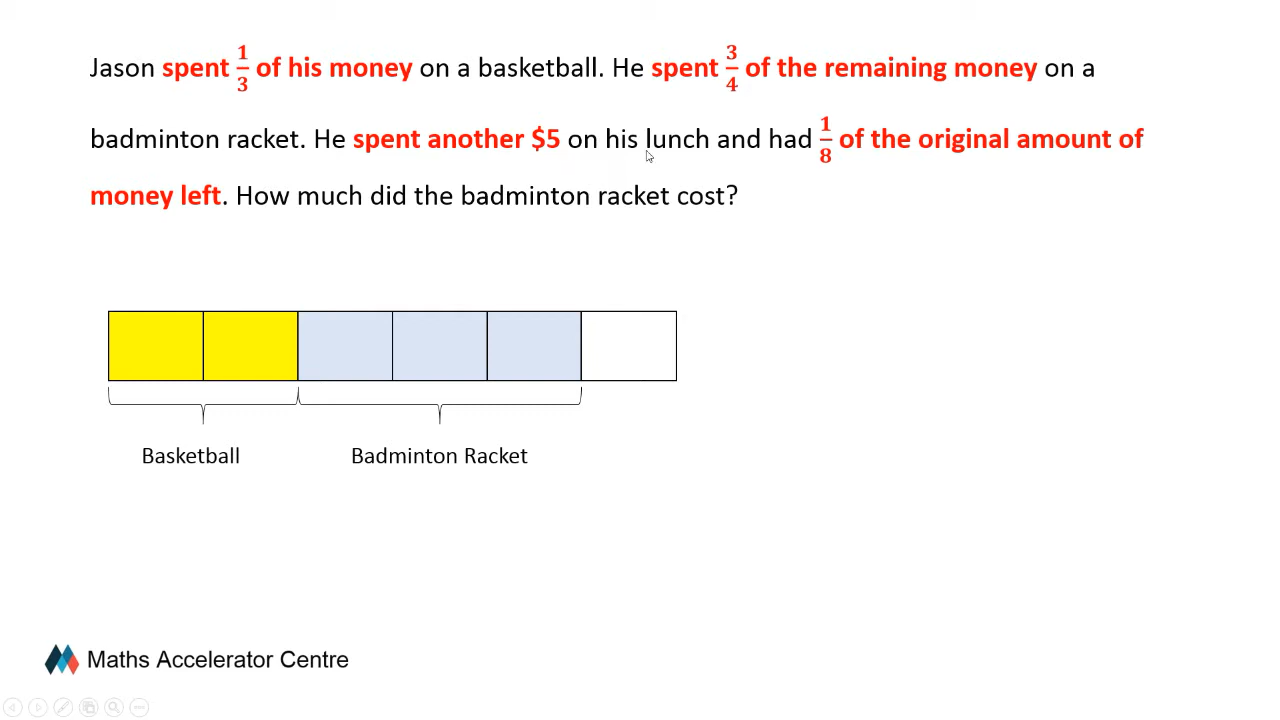 Jason spent 1/3 of his money on a basketball. He spent 3/4 of the remaining money on a
badminton racket. He spent another $5 on his lunch and had 1/8 of the original amount of
money left. How much did the badminton racket cost?
Basketball
Badminton Racket
Maths Accelerator Centre